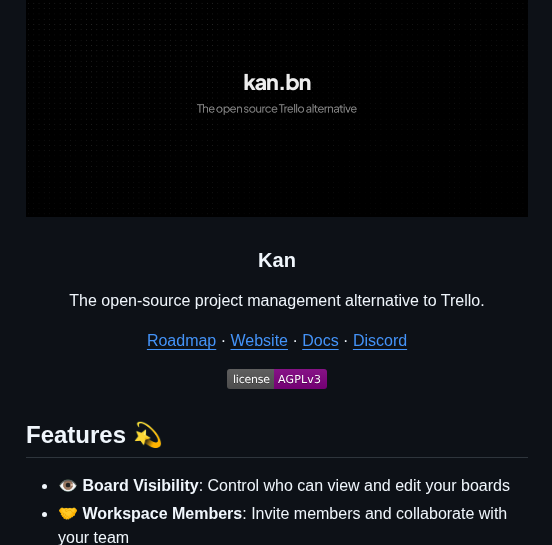 kan.bn
The open source Trello alternative
Kan
The open-source project management alternative to Trello.
Roadmap · Website · Docs · Discord
license AGPLv3
Features 💫
• 👁️ Board Visibility: Control who can view and edit your boards
• 🤝 Workspace Members: Invite members and collaborate with
your team